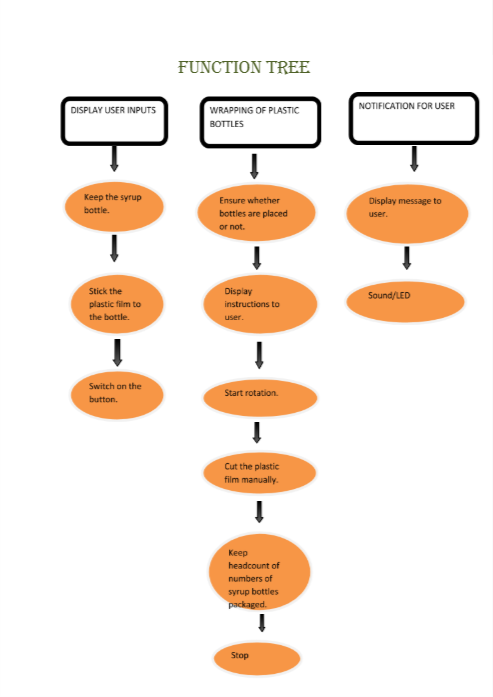 FUNCTION TREE
DISPLAY USER INPUTS
Keep the syrup
bottle.
Stick the
plastic film to
the bottle.
Switch on the
button.
WRAPPING OF PLASTIC
BOTTLES
Ensure whether
bottles are placed
or not.
Display
instructions to
user.
Start rotation.
Cut the plastic
film manually.
Keep
headcount of
numbers of
syrup bottles
packaged.
Stop
NOTIFICATION FOR USER
Display message to
user.
Sound/LED